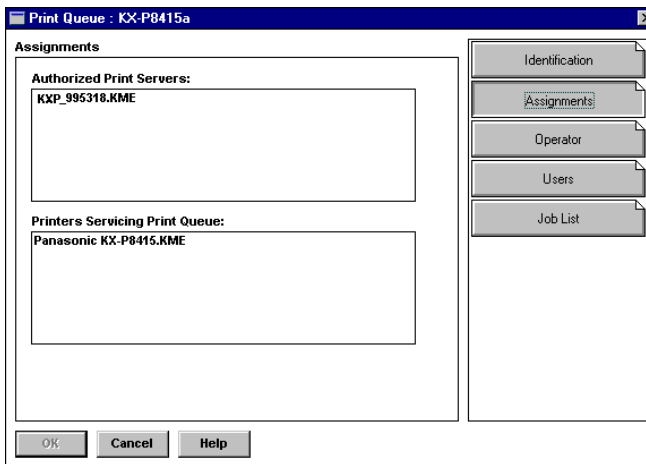 Print Queue : KX-P8415a
Assignments
Authorized Print Servers:
KXP_995318.KME
Printers Servicing Print Queue:
Panasonic KX-P8415.KME
Identification
Assignments
Operator
Users
Job List
OK
Cancel
Help